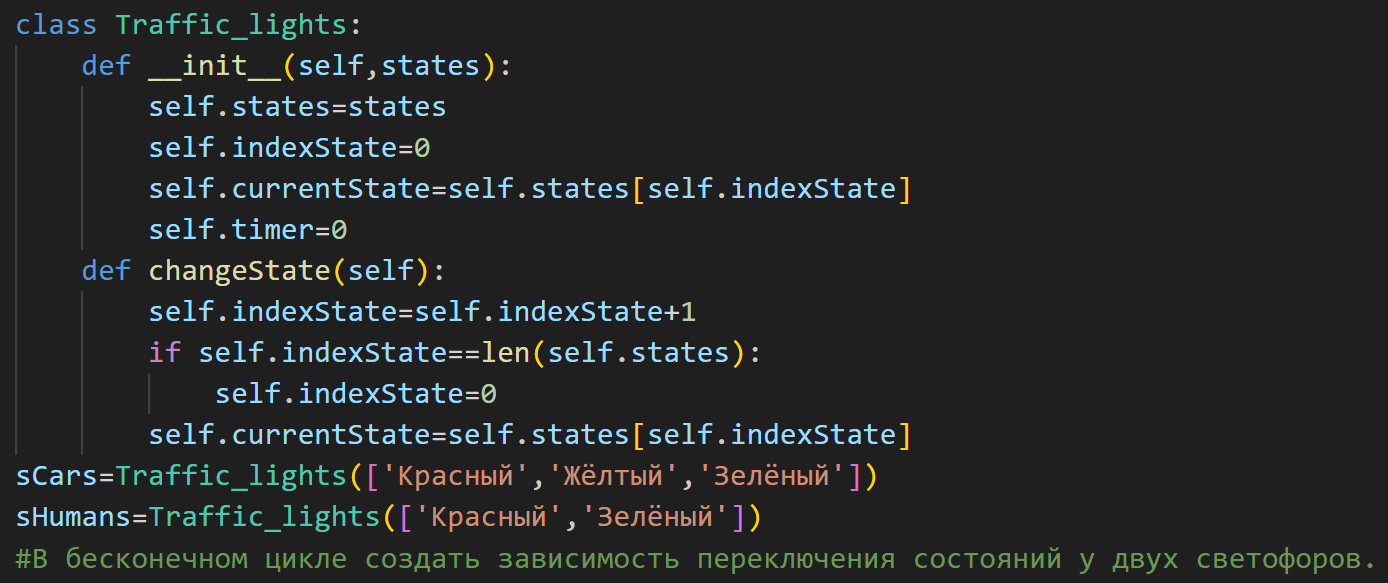 class Traffic_lights:
    def __init__(self,states):
        self.states=states
        self.indexState=0
        self.currentState=self.states[self.indexState]
        self.timer=0
    def changeState(self):
        self.indexState=self.indexState+1
        if self.indexState==len(self.states):
            self.indexState=0
        self.currentState=self.states[self.indexState]
sCars=Traffic_lights(['Красный','Жёлтый','Зелёный'])
sHumans=Traffic_lights(['Красный','Зелёный'])
#В бесконечном цикле создать зависимость переключения состояний у двух светофоров.